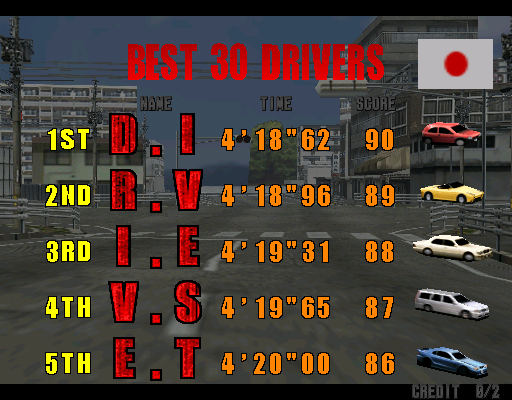 BEST 30 DRIVERS
NAME TIME SCORE
1ST D.I 4'18"62 90
2ND R.V 4'18"96 89
3RD I.E 4'19"31 88
4TH V.S 4'19"65 87
5TH E.T 4'20"00 86
CREDIT 0/2